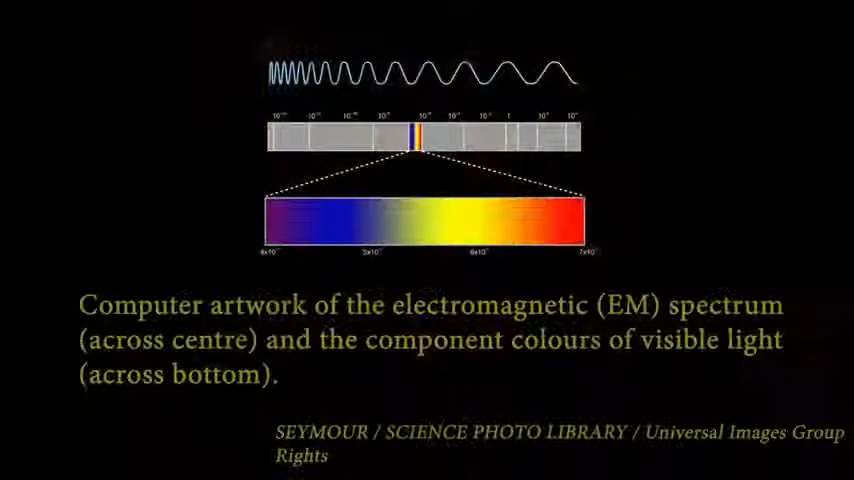 Computer artwork of the electromagnetic (EM) spectrum
(across centre) and the component colours of visible light
(across bottom).
SEYMOUR / SCIENCE PHOTO LIBRARY / Universal Images Group
Rights